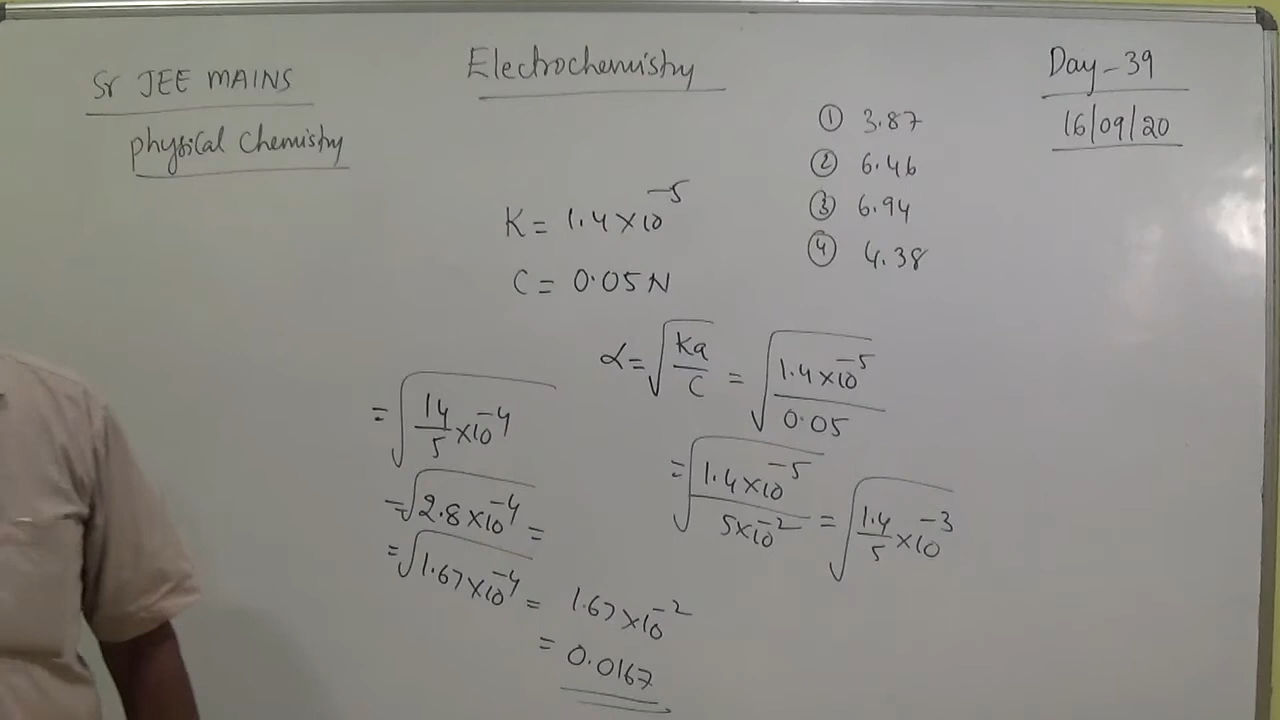 Sr JEE MAINS
Physical Chemistry
Electrochemistry
Day - 39
16/09/20
① 3.87
② 6.46
③ 6.94
④ 4.38
K = 1.4×10^-5
C = 0.05 N
α = √(Ka/C) = √(1.4×10^-5/0.05)
= √(1.4×10^-5/5×10^-2) = √(1.4/5 ×10^-3)
= √(14/5 ×10^-4)
= √(2.8×10^-4) =
= √(1.67×10^-4) = 1.67×10^-2
= 0.0167